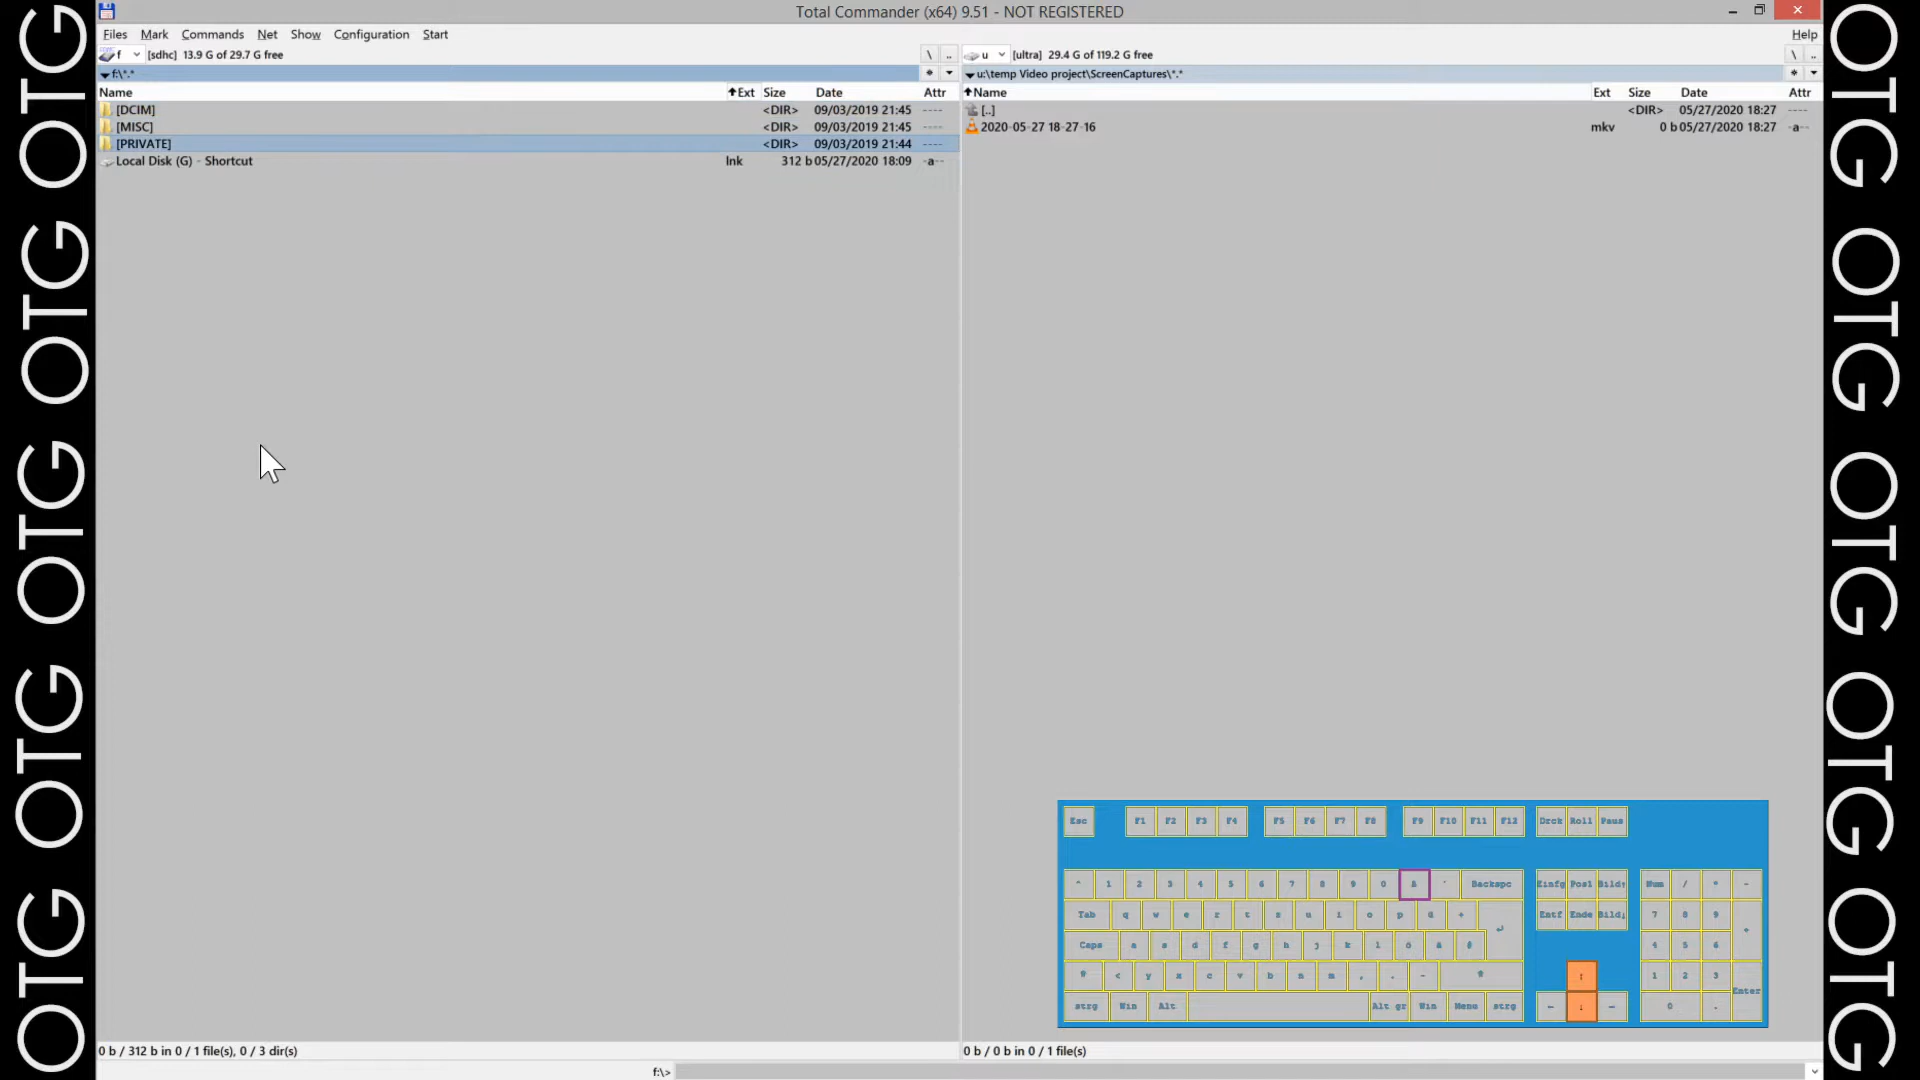 Total Commander (x64) 9.51 - NOT REGISTERED
Files Mark Commands Net Show Configuration Start Help
f [sdhc] 13.9 G of 29.7 G free \ ..
u [ultra] 29.4 G of 119.2 G free \ ..
f:\*.* *
u:\temp Video project\ScreenCaptures\*.* *
Name Ext Size Date Attr
[DCIM] <DIR> 09/03/2019 21:45 ----
[MISC] <DIR> 09/03/2019 21:45 ----
[PRIVATE] <DIR> 09/03/2019 21:44 ----
Local Disk (G) - Shortcut lnk 312 b 05/27/2020 18:09 -a--
Name Ext Size Date Attr
[..] <DIR> 05/27/2020 18:27 ----
2020-05-27 18-27-16 mkv 0 b 05/27/2020 18:27 -a--
Esc F1 F2 F3 F4 F5 F6 F7 F8 F9 F10 F11 F12 Drck Roll Paus
^ 1 2 3 4 5 6 7 8 9 0 ß ´ Backspc Einfg Pos1 Bild↑ Num / * -
Tab q w e r t z u i o p ü + Entf Ende Bild↓ 7 8 9 +
Caps a s d f g h j k l ö ä # 4 5 6
< y x c v b n m , . - 1 2 3 Enter
strg Win Alt Alt gr Win Menu strg 0 .
0 b / 312 b in 0 / 1 file(s), 0 / 3 dir(s)
0 b / 0 b in 0 / 1 file(s)
f:\>
OTG OTG OTG OTG OTG
OTG OTG OTG OTG OTG